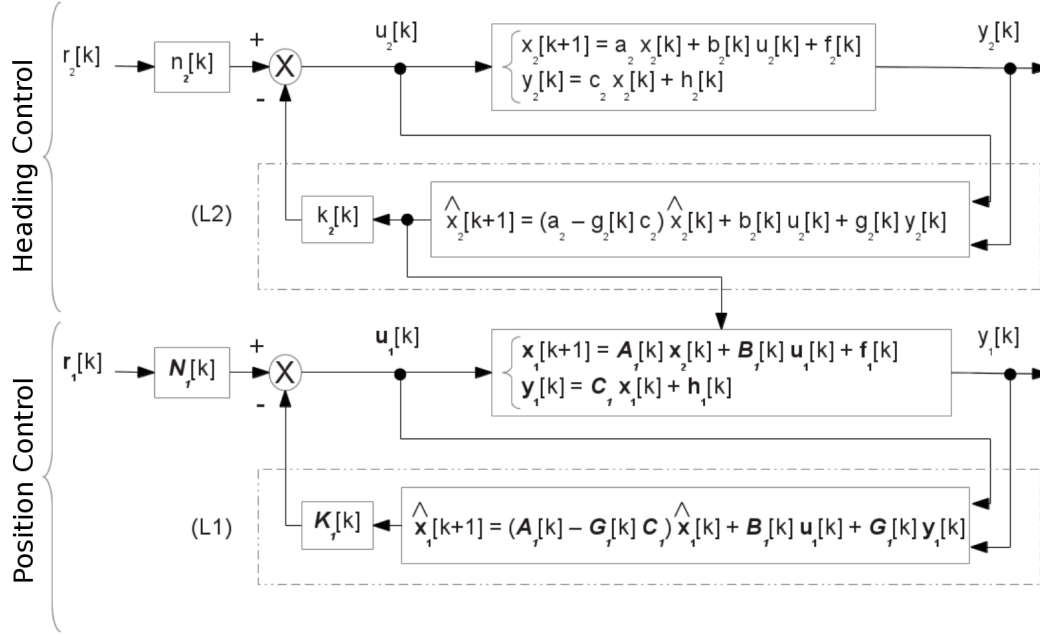 Heading Control
r₂[k]
n₂[k]
+
X
-
u₂[k]
x₂[k+1] = a₂ x₂[k] + b₂[k] u₂[k] + f₂[k]
y₂[k] = c₂ x₂[k] + h₂[k]
y₂[k]
(L2)
k₂[k]
x̂₂[k+1] = (a₂ – g₂[k] c₂) x̂₂[k] + b₂[k] u₂[k] + g₂[k] y₂[k]
Position Control
r₁[k]
N₁[k]
+
X
-
u₁[k]
x₁[k+1] = A₁[k] x₂[k] + B₁[k] u₁[k] + f₁[k]
y₁[k] = C₁ x₁[k] + h₁[k]
y₁[k]
(L1)
K₁[k]
x̂₁[k+1] = (A₁[k] – G₁[k] C₁) x̂₁[k] + B₁[k] u₁[k] + G₁[k] y₁[k]